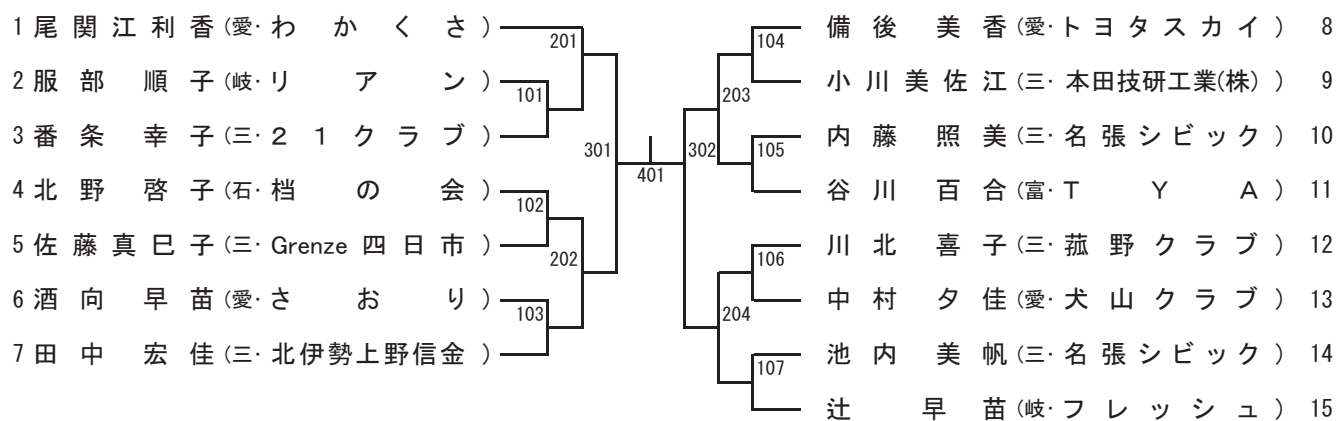 1 尾関江利香 (愛・わかくさ)
2 服部順子 (岐・リアン)
3 番条幸子 (三・21クラブ)
4 北野啓子 (石・档の会)
5 佐藤真巳子 (三・Grenze四日市)
6 酒向早苗 (愛・さおり)
7 田中宏佳 (三・北伊勢上野信金)
201
101
102
202
103
301
401
302
104
203
105
106
204
107
備後美香 (愛・トヨタスカイ) 8
小川美佐江 (三・本田技研工業(株)) 9
内藤照美 (三・名張シビック) 10
谷川百合 (富・TYA) 11
川北喜子 (三・菰野クラブ) 12
中村夕佳 (愛・犬山クラブ) 13
池内美帆 (三・名張シビック) 14
辻早苗 (岐・フレッシュ) 15